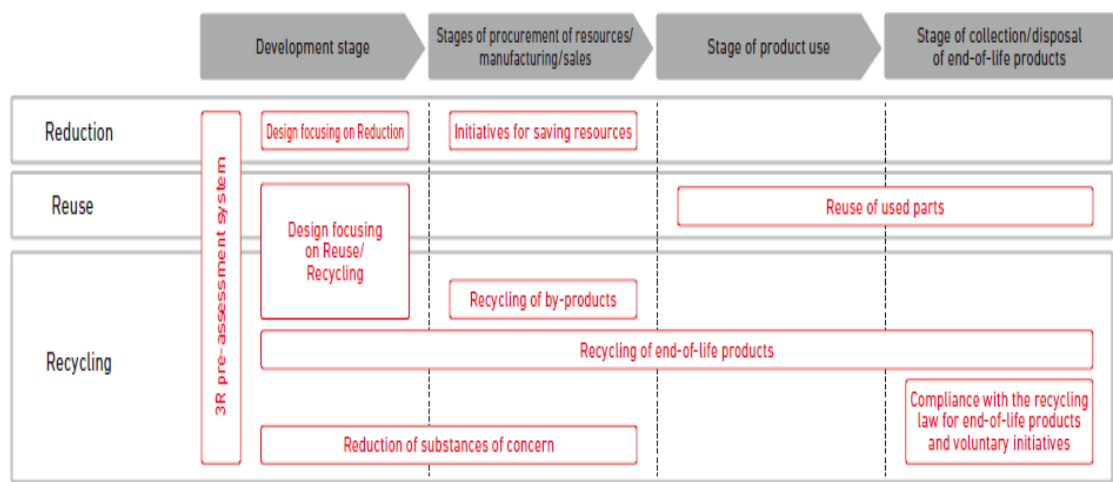 Development stage
Stages of procurement of resources/
manufacturing/sales
Stage of product use
Stage of collection/disposal
of end-of-life products
Reduction
3R pre-assessment system
Design focusing on Reduction
Initiatives for saving resources
Reuse
Design focusing
on Reuse/
Recycling
Reuse of used parts
Recycling
Recycling of by-products
Recycling of end-of-life products
Compliance with the recycling
law for end-of-life products
and voluntary initiatives
Reduction of substances of concern